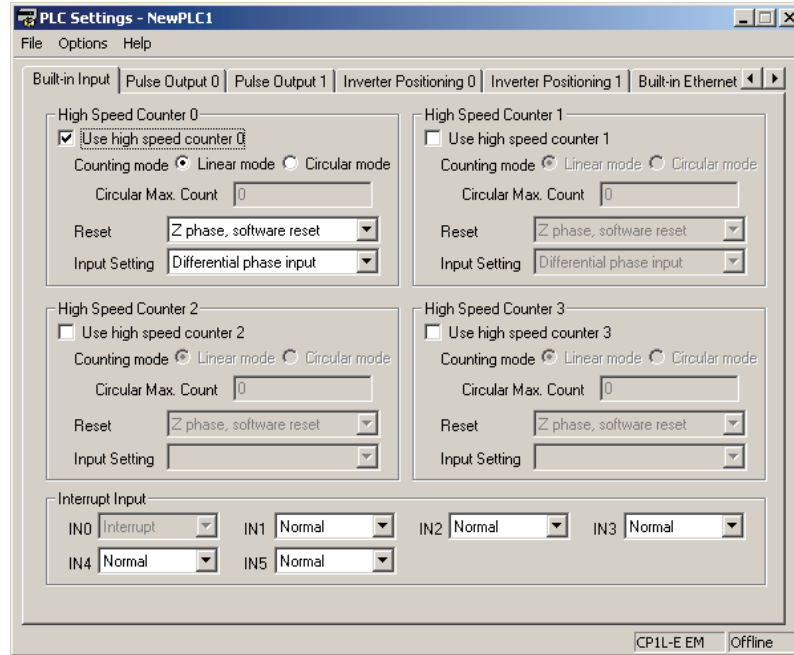 PLC Settings - NewPLC1
File Options Help
Built-in Input Pulse Output 0 Pulse Output 1 Inverter Positioning 0 Inverter Positioning 1 Built-in Ethernet
High Speed Counter 0
Use high speed counter 0
Counting mode Linear mode Circular mode
Circular Max. Count 0
Reset Z phase, software reset
Input Setting Differential phase input
High Speed Counter 1
Use high speed counter 1
Counting mode Linear mode Circular mode
Circular Max. Count 0
Reset Z phase, software reset
Input Setting Differential phase input
High Speed Counter 2
Use high speed counter 2
Counting mode Linear mode Circular mode
Circular Max. Count 0
Reset Z phase, software reset
Input Setting
High Speed Counter 3
Use high speed counter 3
Counting mode Linear mode Circular mode
Circular Max. Count 0
Reset Z phase, software reset
Input Setting
Interrupt Input
IN0 Interrupt IN1 Normal IN2 Normal IN3 Normal
IN4 Normal IN5 Normal
CP1L-E EM Offline